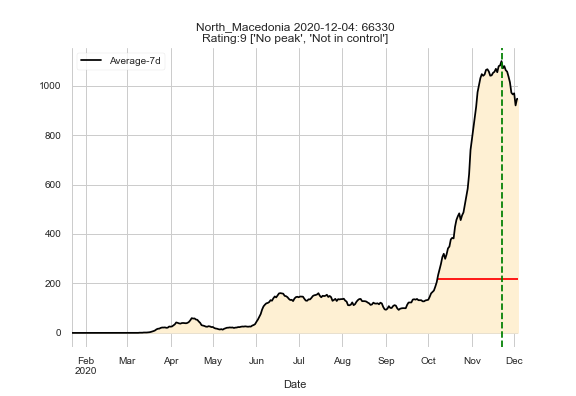 North_Macedonia 2020-12-04: 66330
Rating:9 ['No peak', 'Not in control']
Average-7d
1000
800
600
400
200
0
Feb Mar Apr May Jun Jul Aug Sep Oct Nov Dec
2020
Date